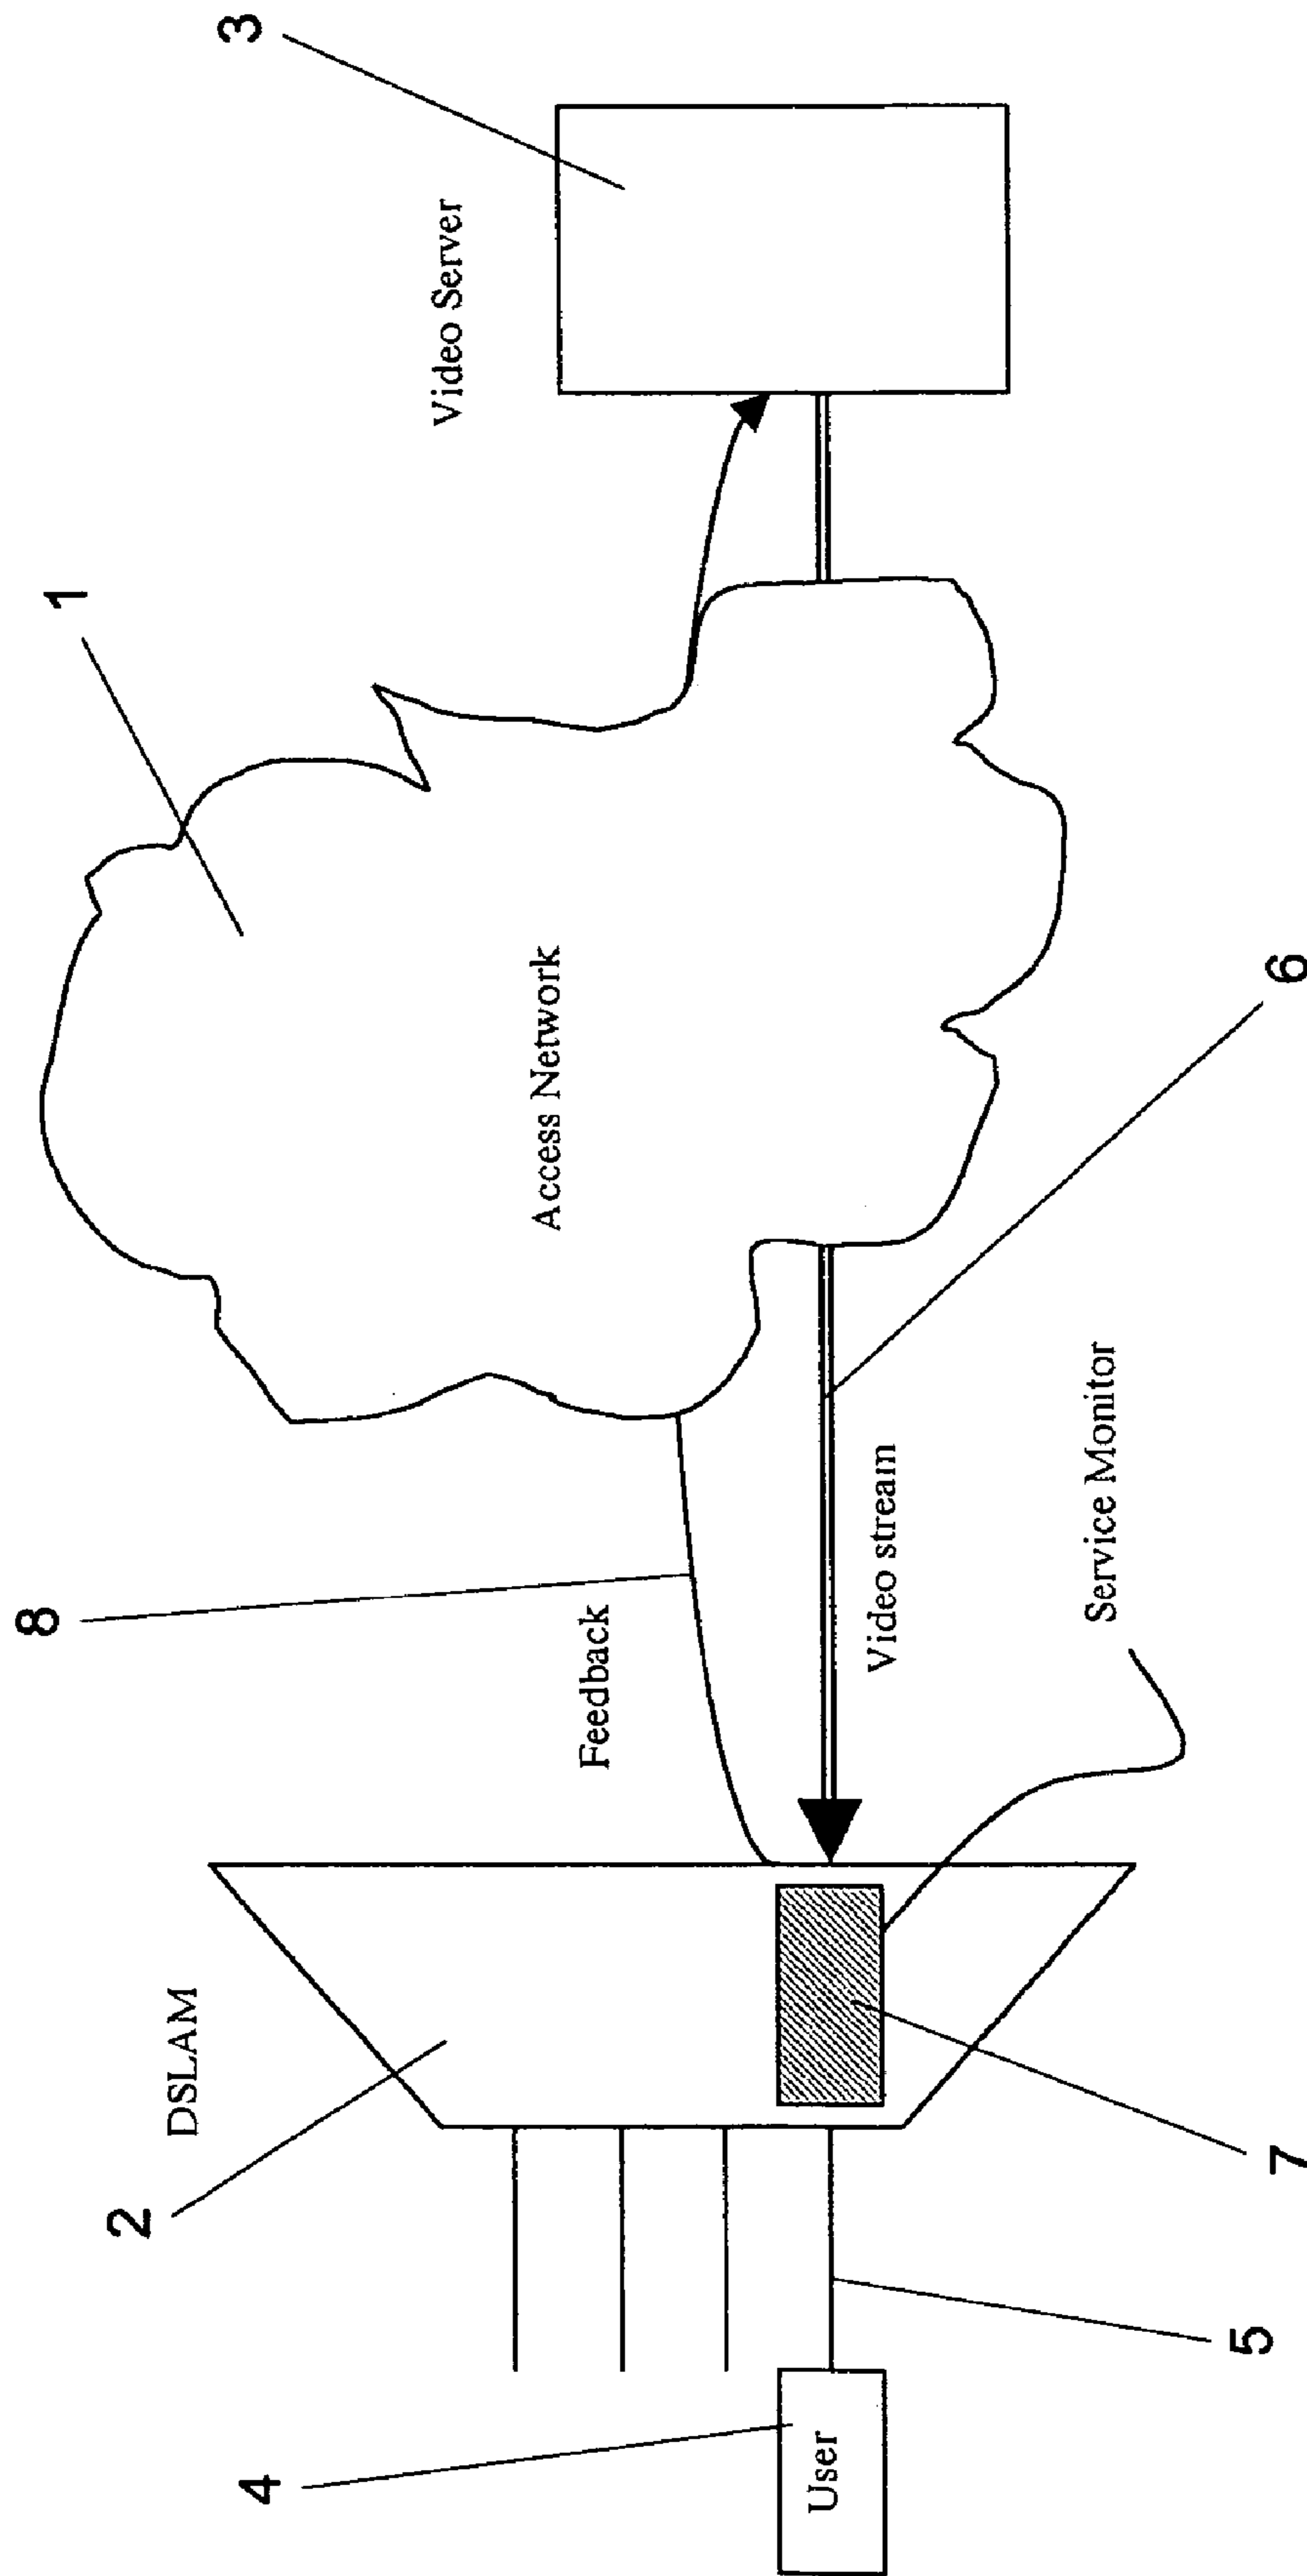 3
Video Server
1
Access Network
6
8
Feedback
Video stream
Service Monitor
DSLAM
2
7
5
4
User